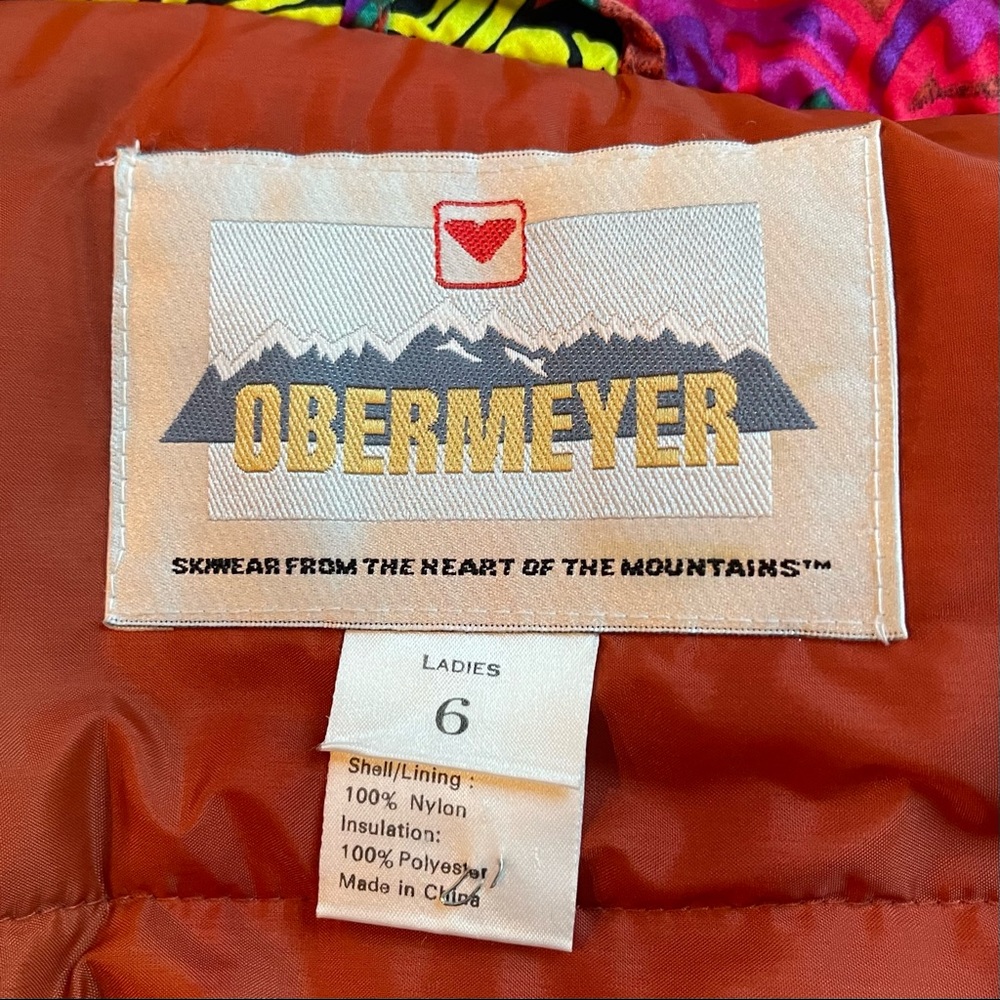 OBERMEYER
SKIWEAR FROM THE HEART OF THE MOUNTAINS™
LADIES
6
Shell/Lining :
100% Nylon
Insulation:
100% Polyester
Made in China